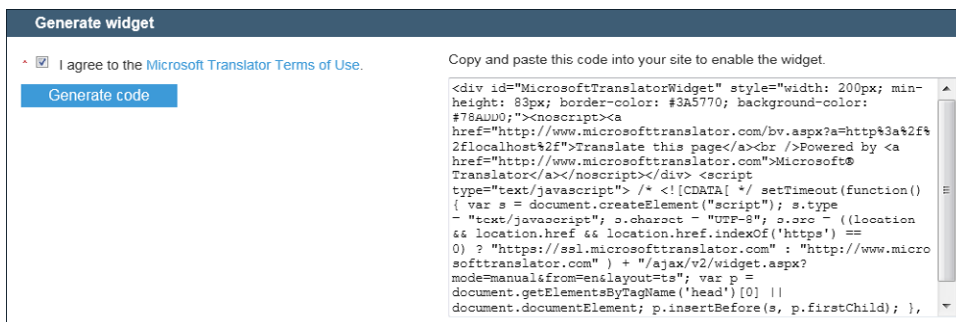 Generate widget
* I agree to the Microsoft Translator Terms of Use.
Generate code
Copy and paste this code into your site to enable the widget.
<div id="MicrosoftTranslatorWidget" style="width: 200px; min-
height: 83px; border-color: #3A5770; background-color:
#78ADD0;"><noscript><a
href="http://www.microsofttranslator.com/bv.aspx?a=http%3a%2f%
2flocalhost%2f">Translate this page</a><br />Powered by <a
href="http://www.microsofttranslator.com">Microsoft®
Translator</a></noscript></div> <script
type="text/javascript"> /* <![CDATA[ */ setTimeout(function()
{ var s = document.createElement("script"); s.type
= "text/javascript"; s.charset = "UTF-8"; s.src = ((location
&& location.href && location.href.indexOf('https') ==
0) ? "https://ssl.microsofttranslator.com" : "http://www.micro
softtranslator.com" ) + "/ajax/v2/widget.aspx?
mode=manual&from=en&layout=ts"; var p =
document.getElementsByTagName('head')[0] ||
document.documentElement; p.insertBefore(s, p.firstChild); },